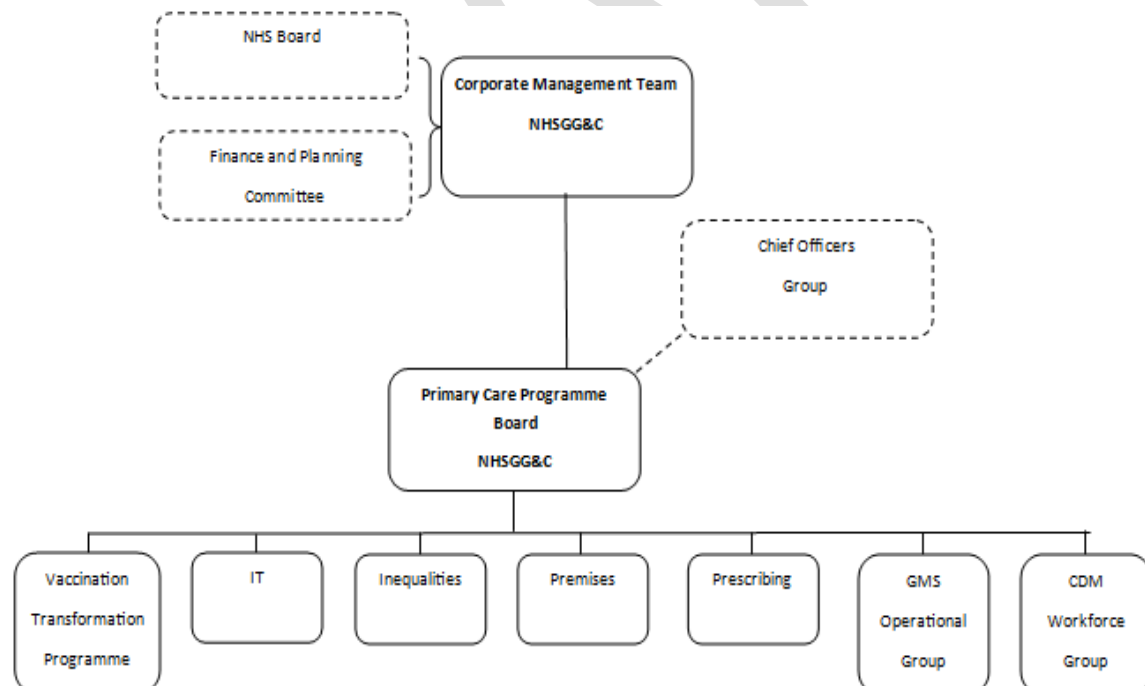 NHS Board
Corporate Management Team
NHSGG&C
Finance and Planning
Committee
Chief Officers
Group
Primary Care Programme
Board
NHSGG&C
Vaccination
Transformation
Programme
IT
Inequalities
Premises
Prescribing
GMS
Operational
Group
CDM
Workforce
Group